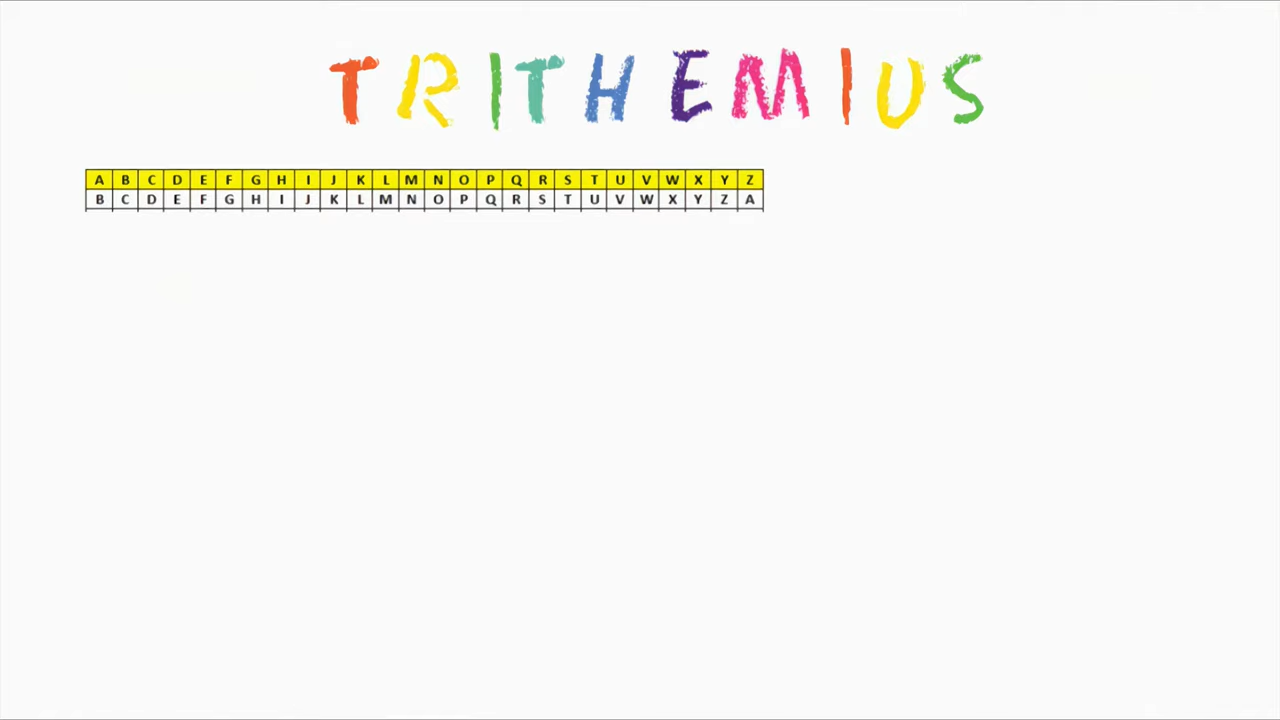 TRITHEMIUS
A B C D E F G H I J K L M N O P Q R S T U V W X Y Z
B C D E F G H I J K L M N O P Q R S T U V W X Y Z A